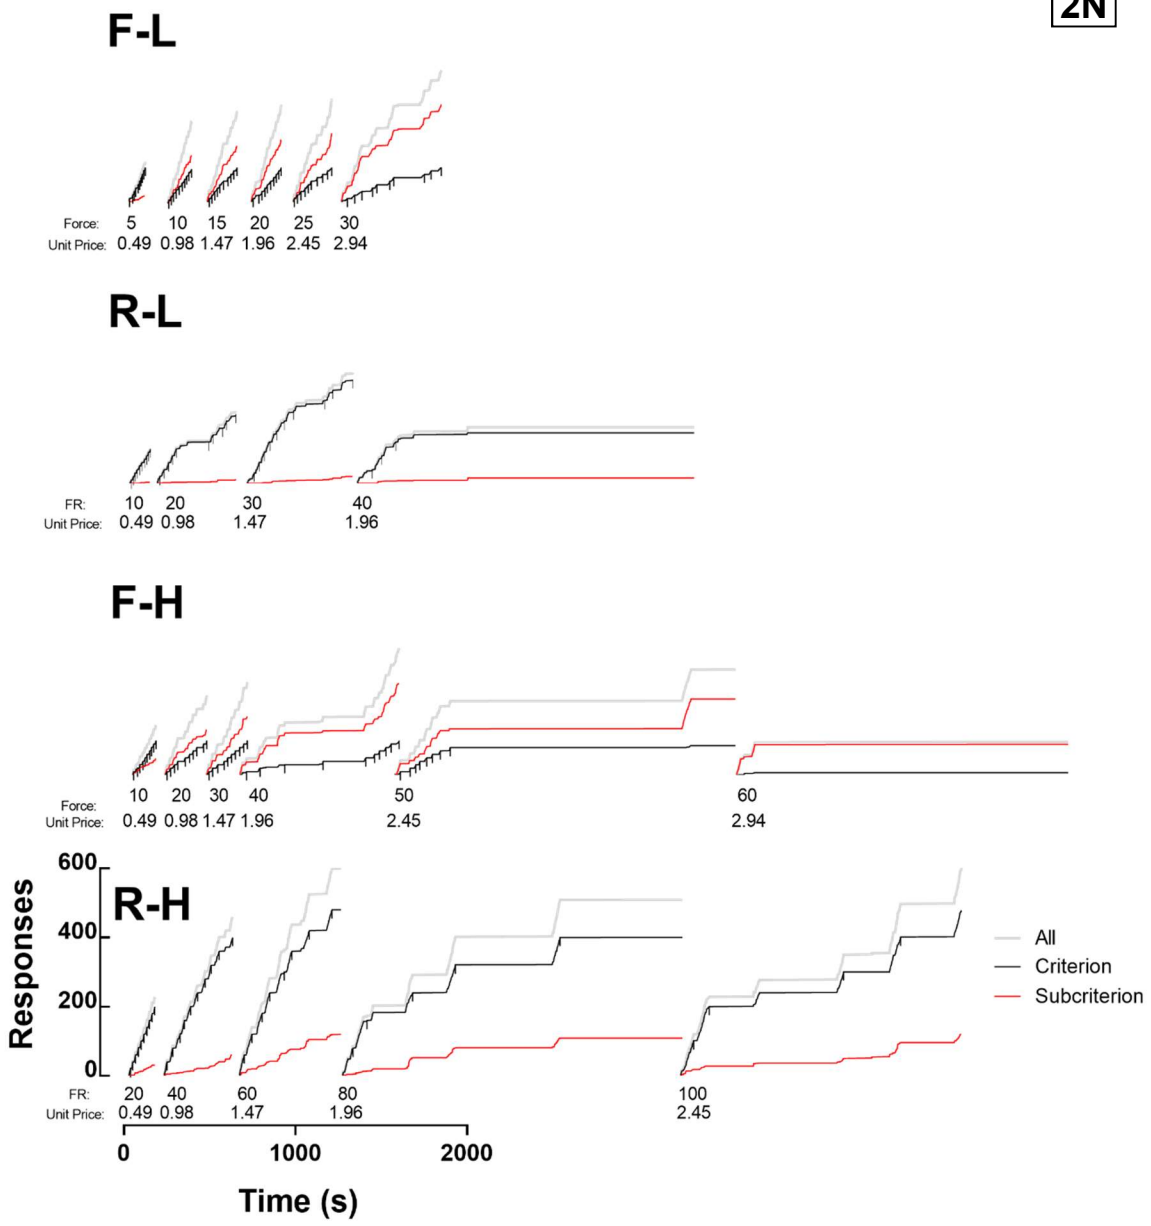 2N
F-L
Force: 5 10 15 20 25 30
Unit Price: 0.49 0.98 1.47 1.96 2.45 2.94
R-L
FR: 10 20 30 40
Unit Price: 0.49 0.98 1.47 1.96
F-H
Force: 10 20 30 40 50 60
Unit Price: 0.49 0.98 1.47 1.96 2.45 2.94
R-H
Responses
600
400
200
0
All
Criterion
Subcriterion
FR: 20 40 60 80 100
Unit Price: 0.49 0.98 1.47 1.96 2.45
0 1000 2000
Time (s)